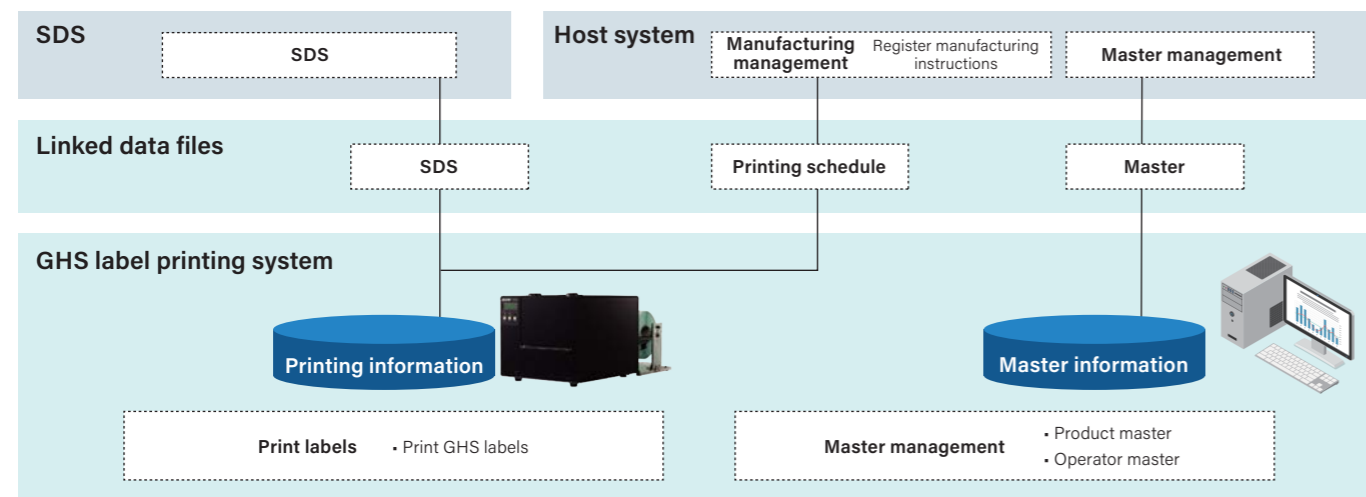 SDS
SDS
Host system
Manufacturing
management
Register manufacturing
instructions
Master management
Linked data files
SDS
Printing schedule
Master
GHS label printing system
Printing information
Master information
Print labels
• Print GHS labels
Master management
• Product master
• Operator master